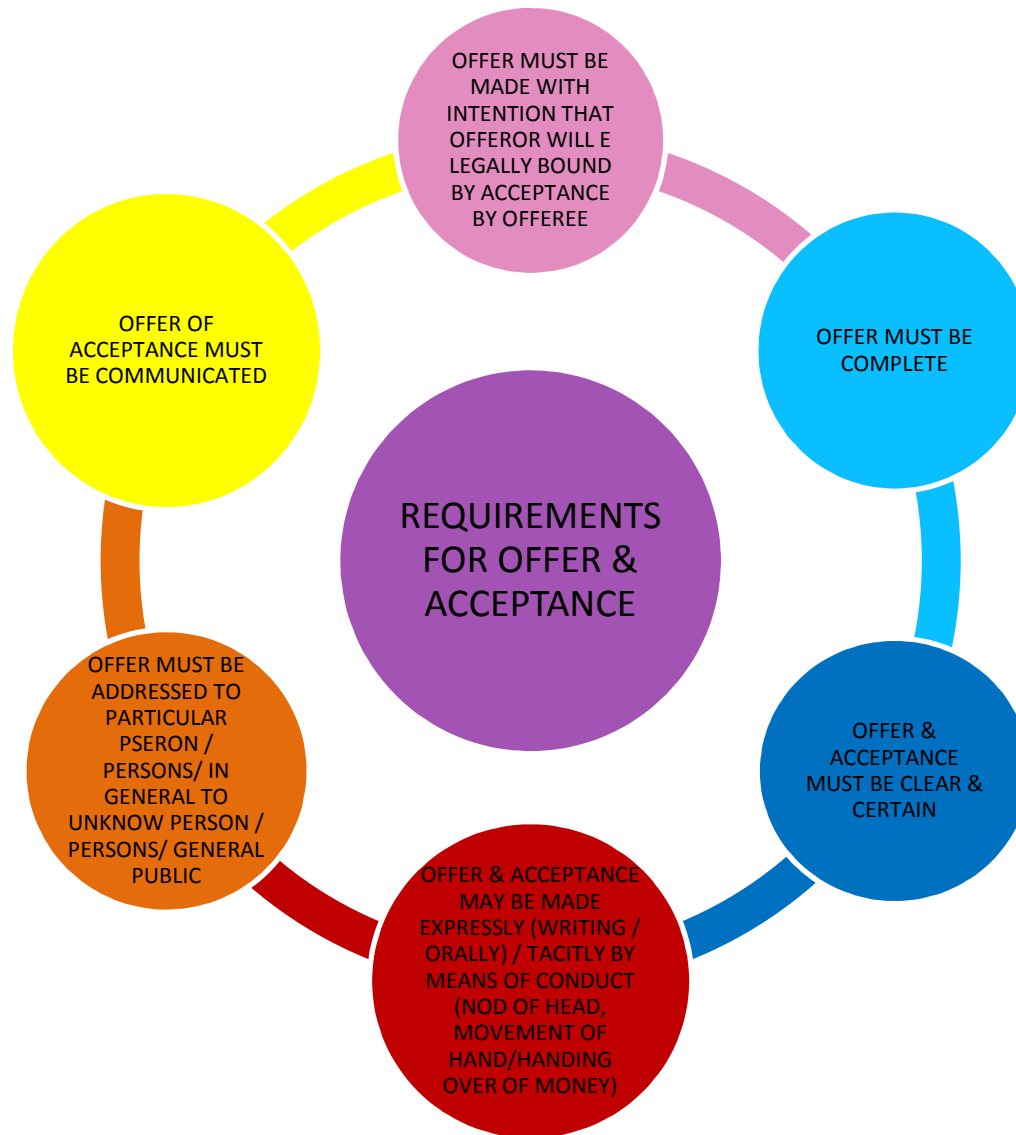 OFFER MUST BE
MADE WITH
INTENTION THAT
OFFEROR WILL E
LEGALLY BOUND
BY ACCEPTANCE
BY OFFEREE
OFFER MUST BE
COMPLETE
OFFER &
ACCEPTANCE
MUST BE CLEAR &
CERTAIN
OFFER & ACCEPTANCE
MAY BE MADE
EXPRESSLY (WRITING /
ORALLY) / TACITLY BY
MEANS OF CONDUCT
(NOD OF HEAD,
MOVEMENT OF
HAND/HANDING
OVER OF MONEY)
OFFER MUST BE
ADDRESSED TO
PARTICULAR
PSERON /
PERSONS/ IN
GENERAL TO
UNKNOW PERSON /
PERSONS/ GENERAL
PUBLIC
OFFER OF
ACCEPTANCE MUST
BE COMMUNICATED
REQUIREMENTS
FOR OFFER &
ACCEPTANCE